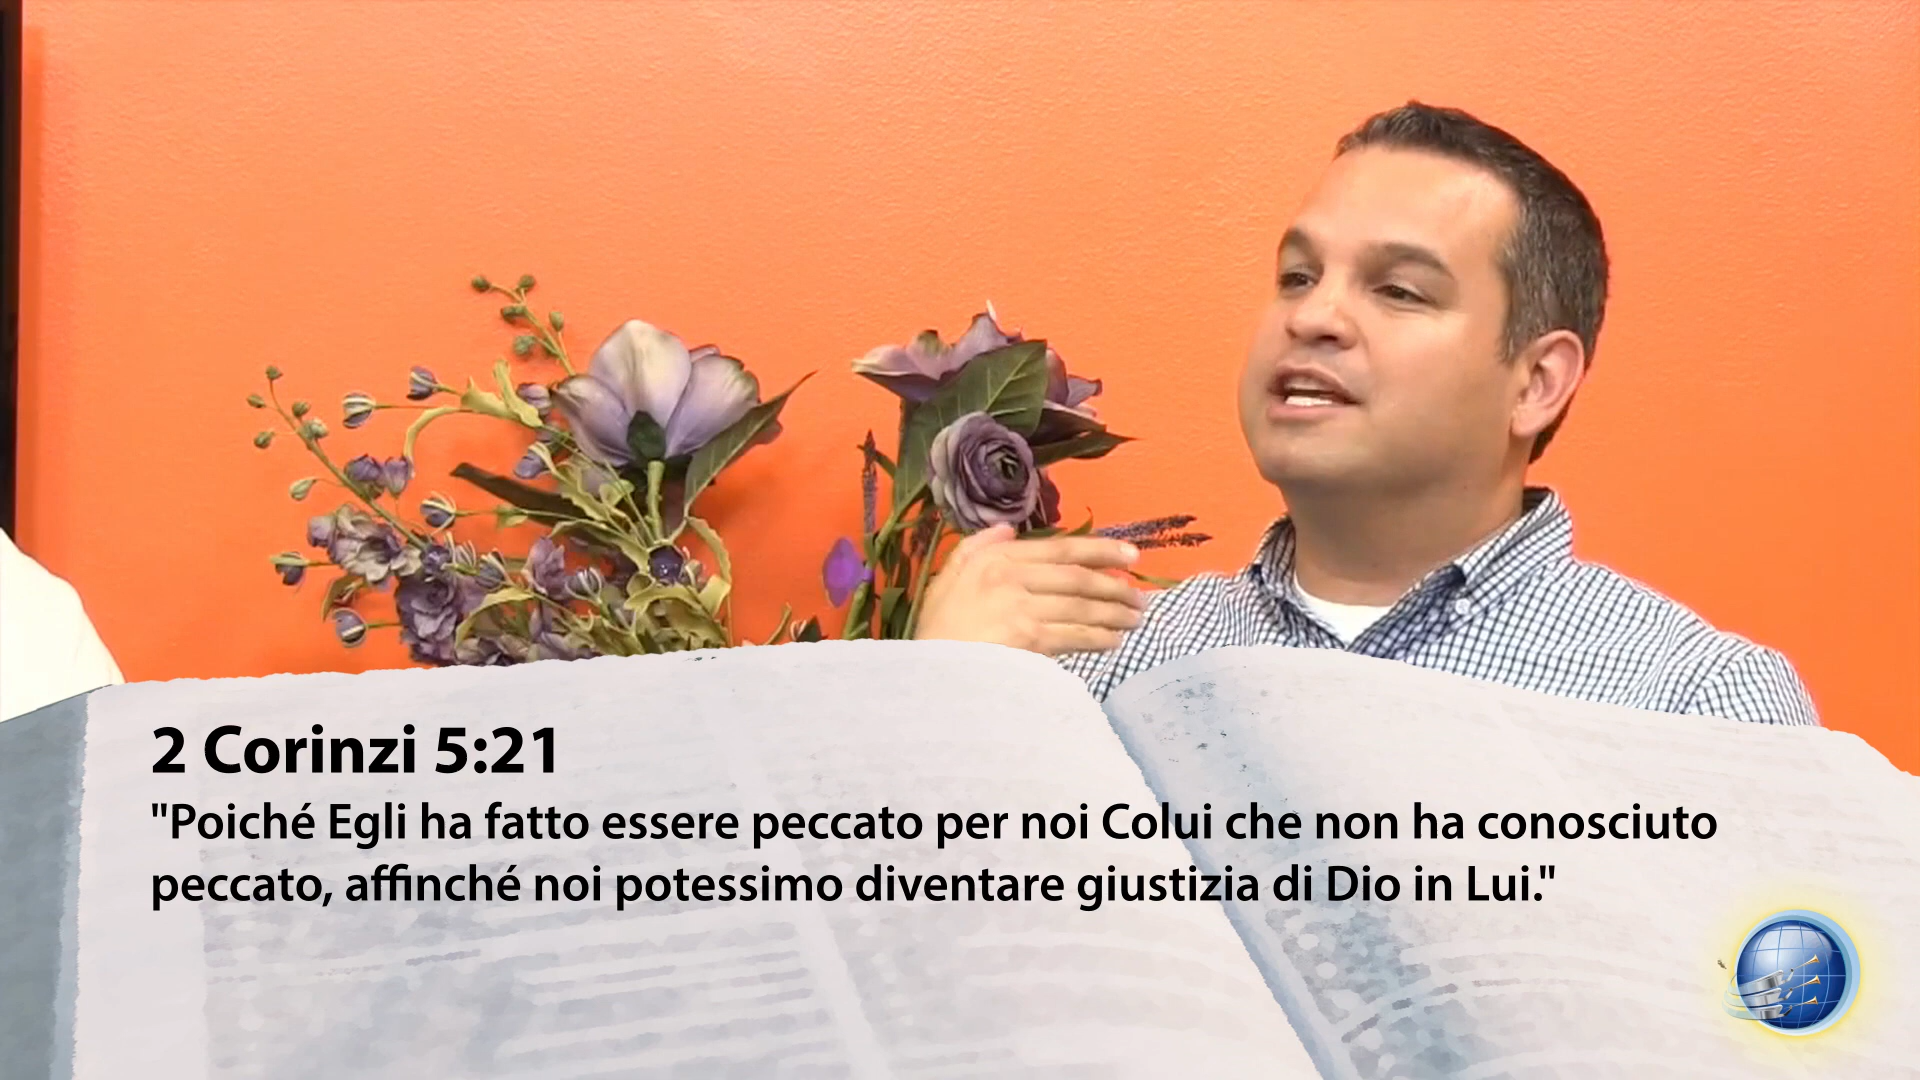 2 Corinzi 5:21
"Poiché Egli ha fatto essere peccato per noi Colui che non ha conosciuto
peccato, affinché noi potessimo diventare giustizia di Dio in Lui."